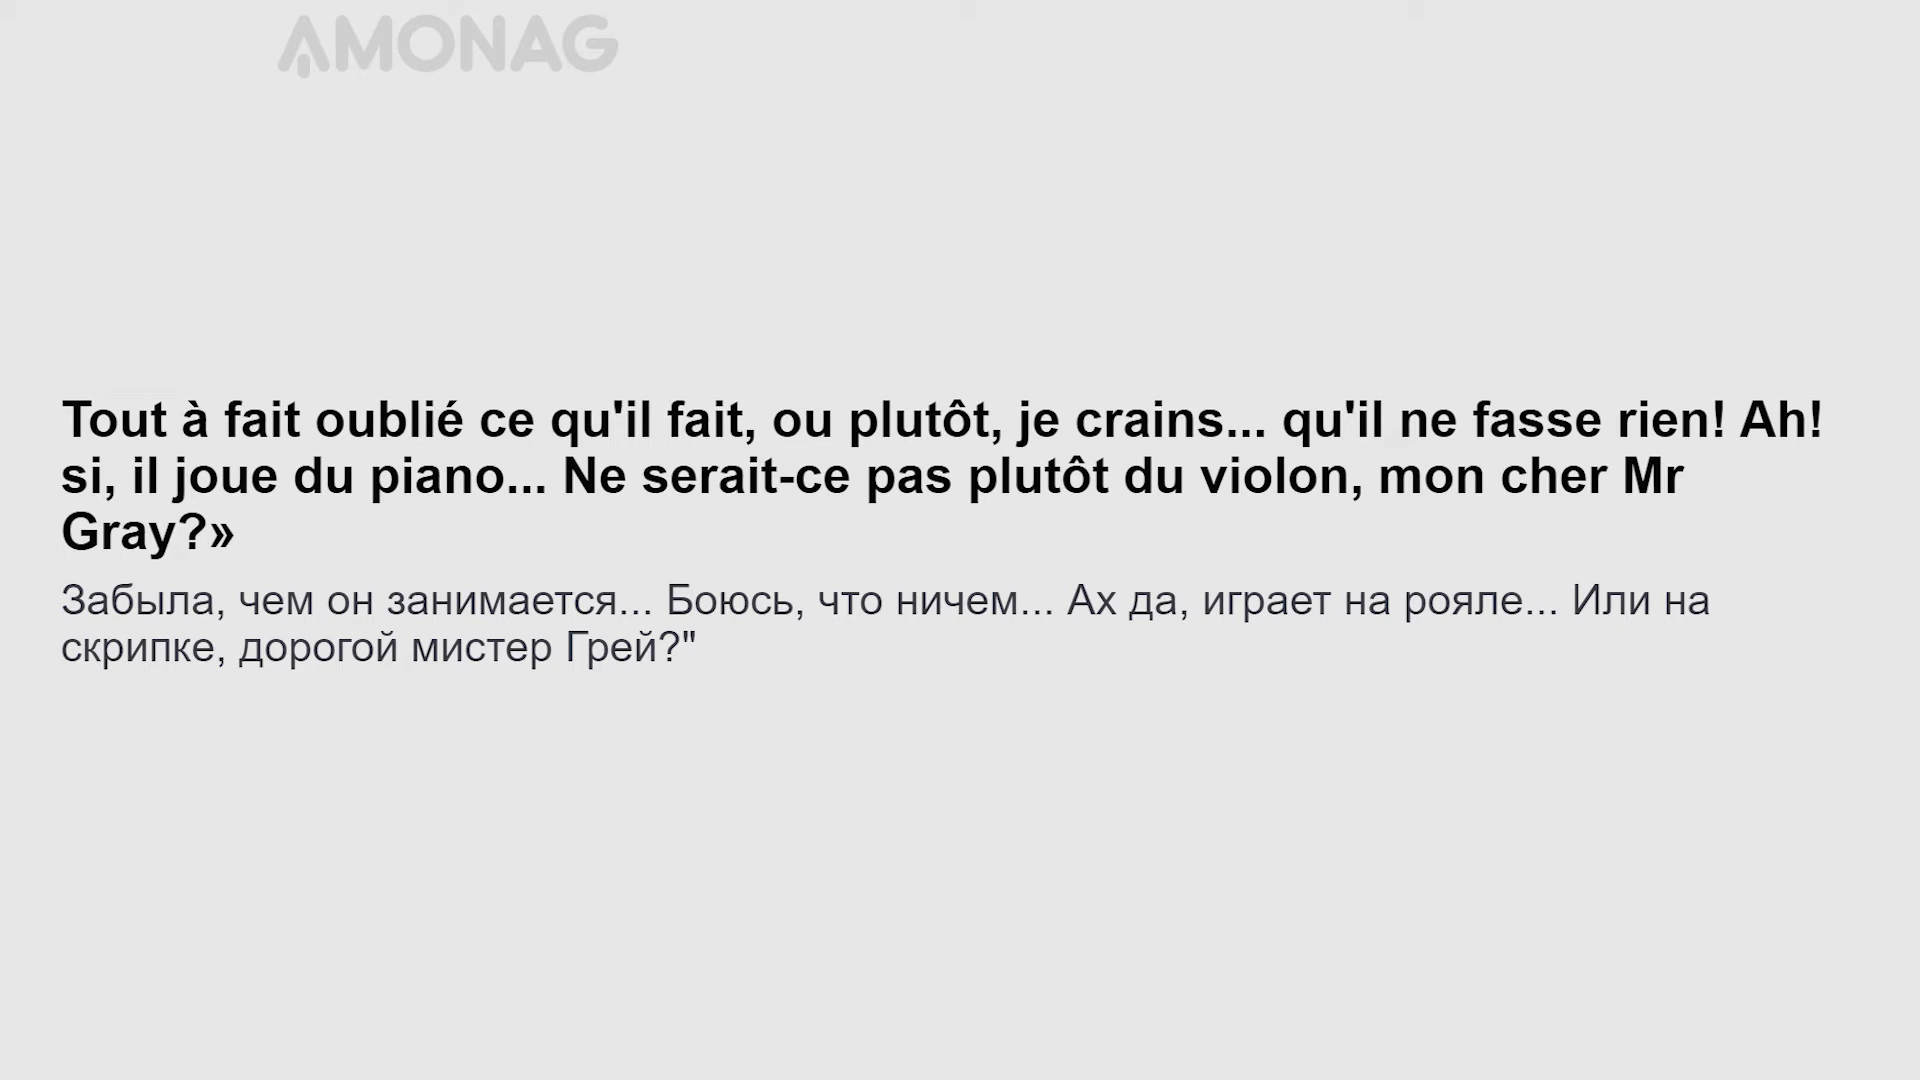 AMONAG
Tout à fait oublié ce qu'il fait, ou plutôt, je crains... qu'il ne fasse rien! Ah!
si, il joue du piano... Ne serait-ce pas plutôt du violon, mon cher Mr
Gray?»
Забыла, чем он занимается... Боюсь, что ничем... Ах да, играет на рояле... Или на
скрипке, дорогой мистер Грей?"